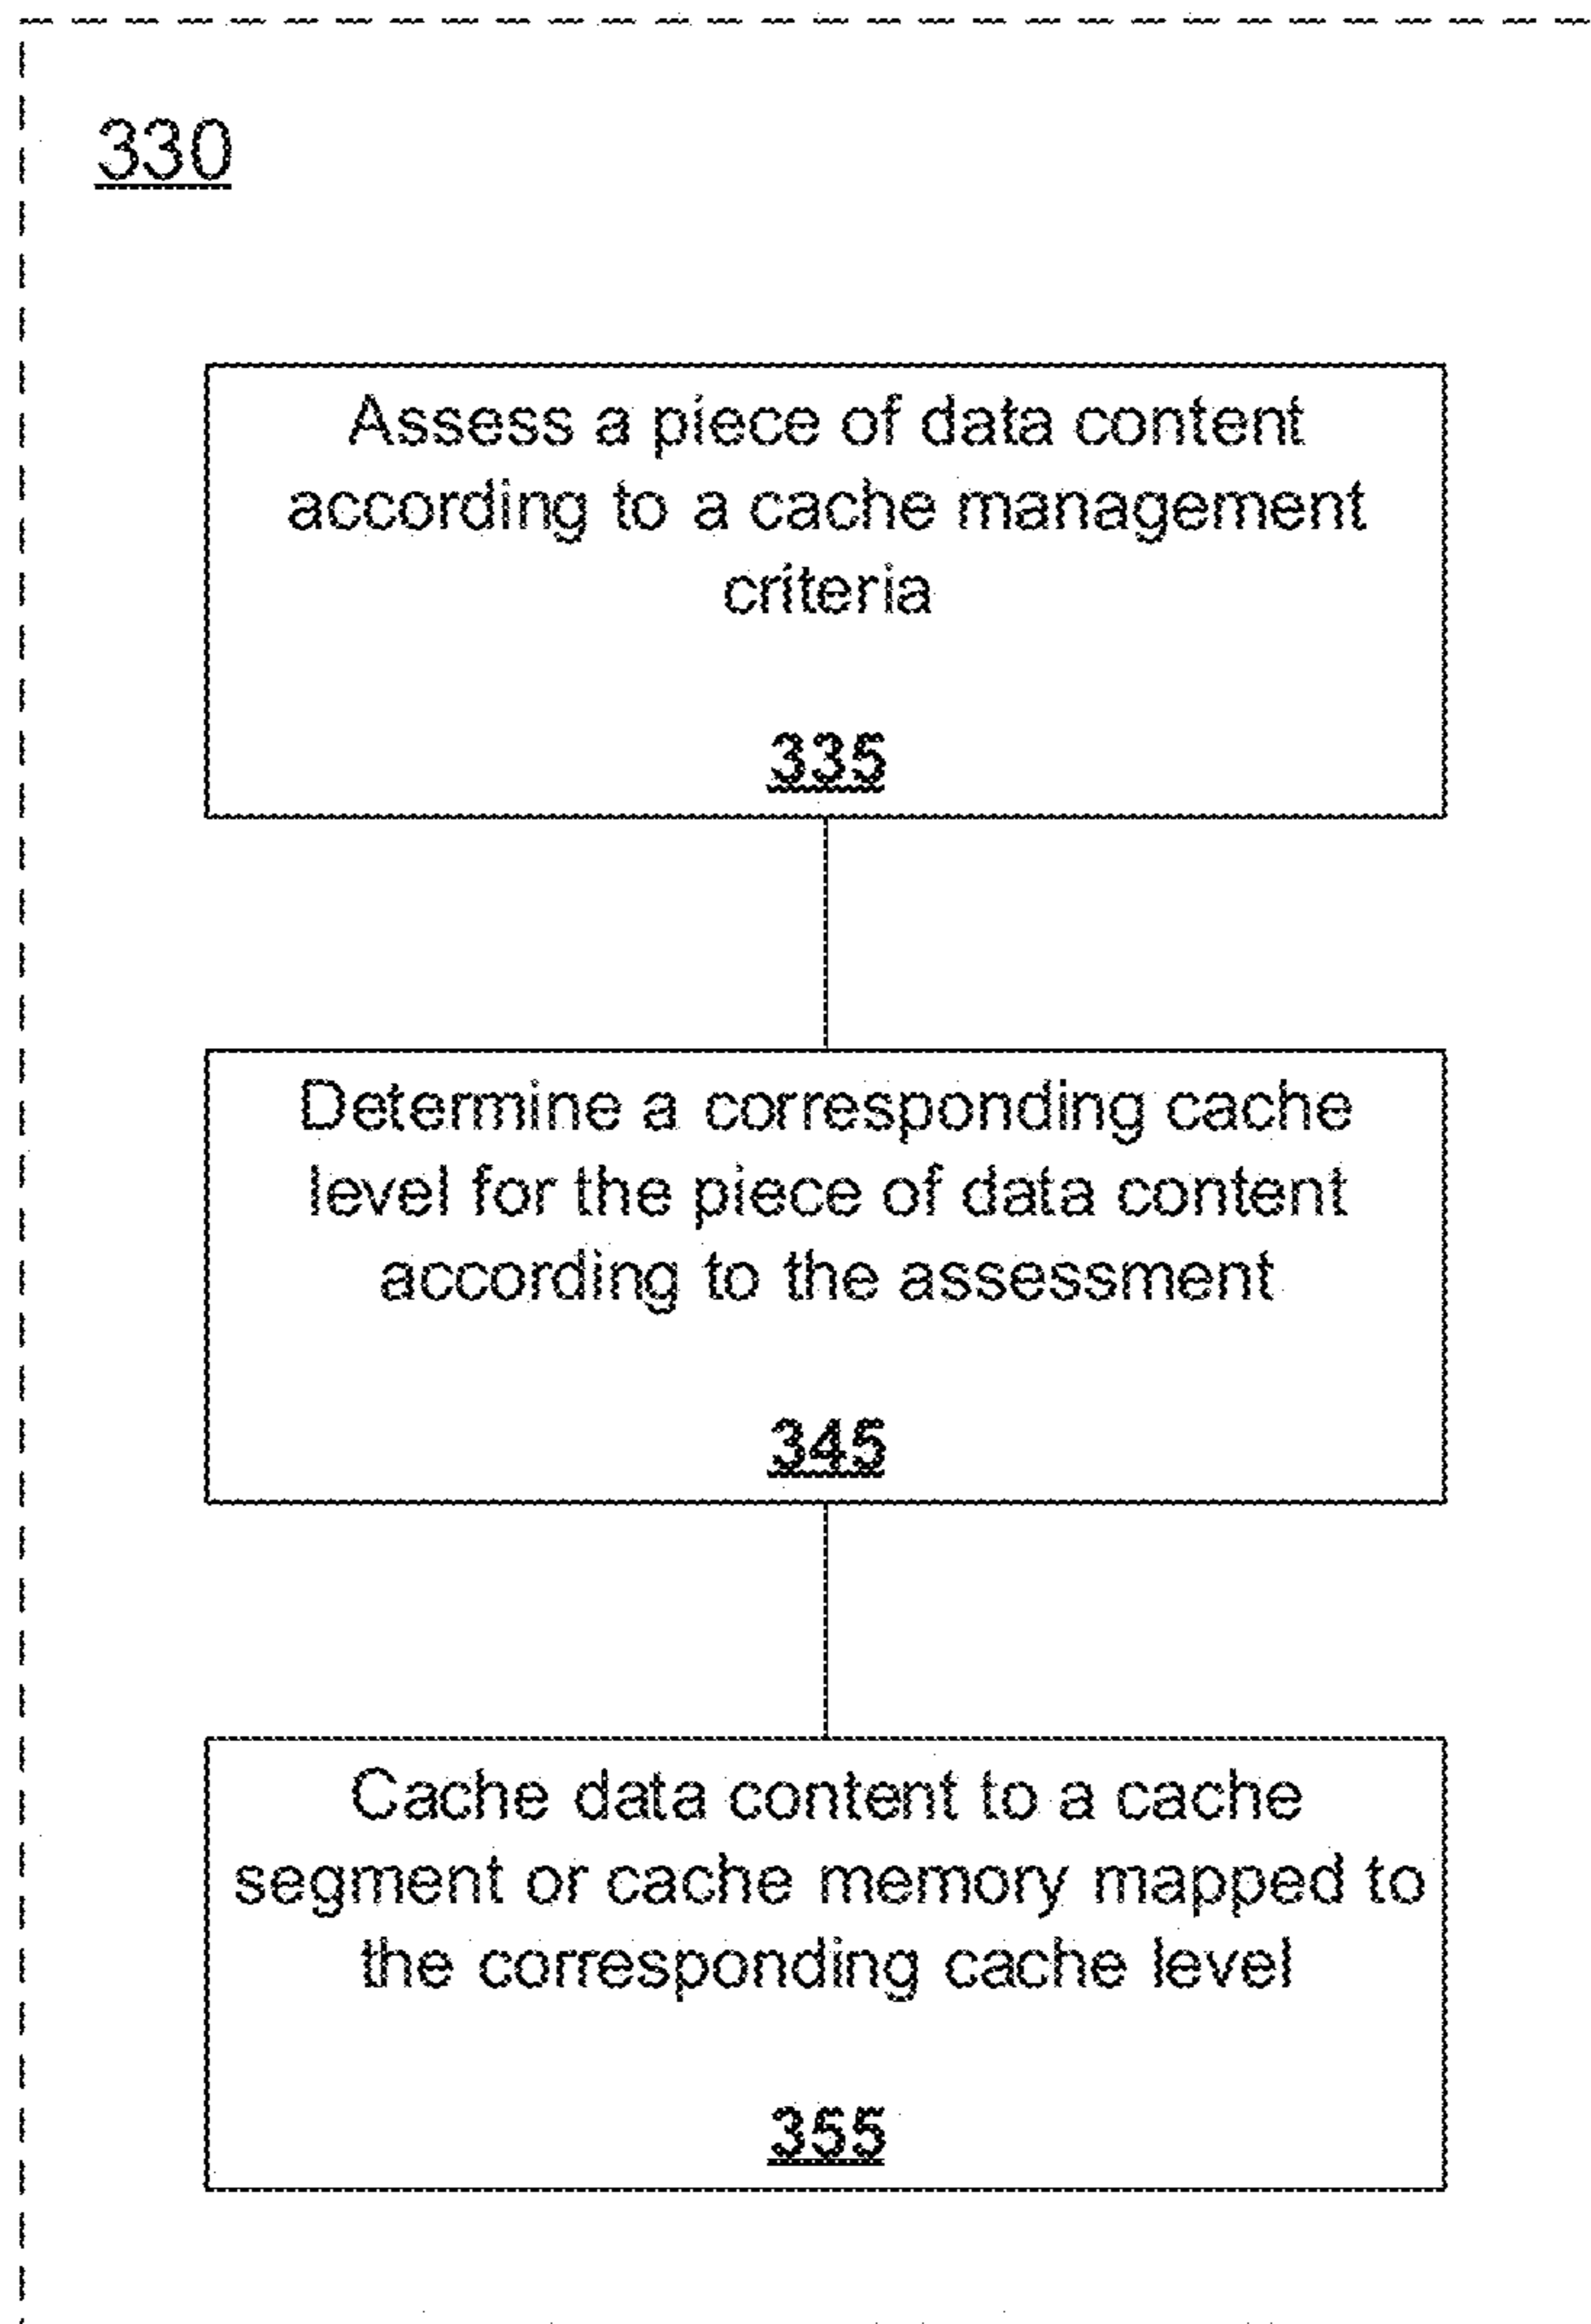 330
Assess a piece of data content
according to a cache management
criteria
335
Determine a corresponding cache
level for the piece of data content
according to the assessment
345
Cache data content to a cache
segment or cache memory mapped to
the corresponding cache level
355